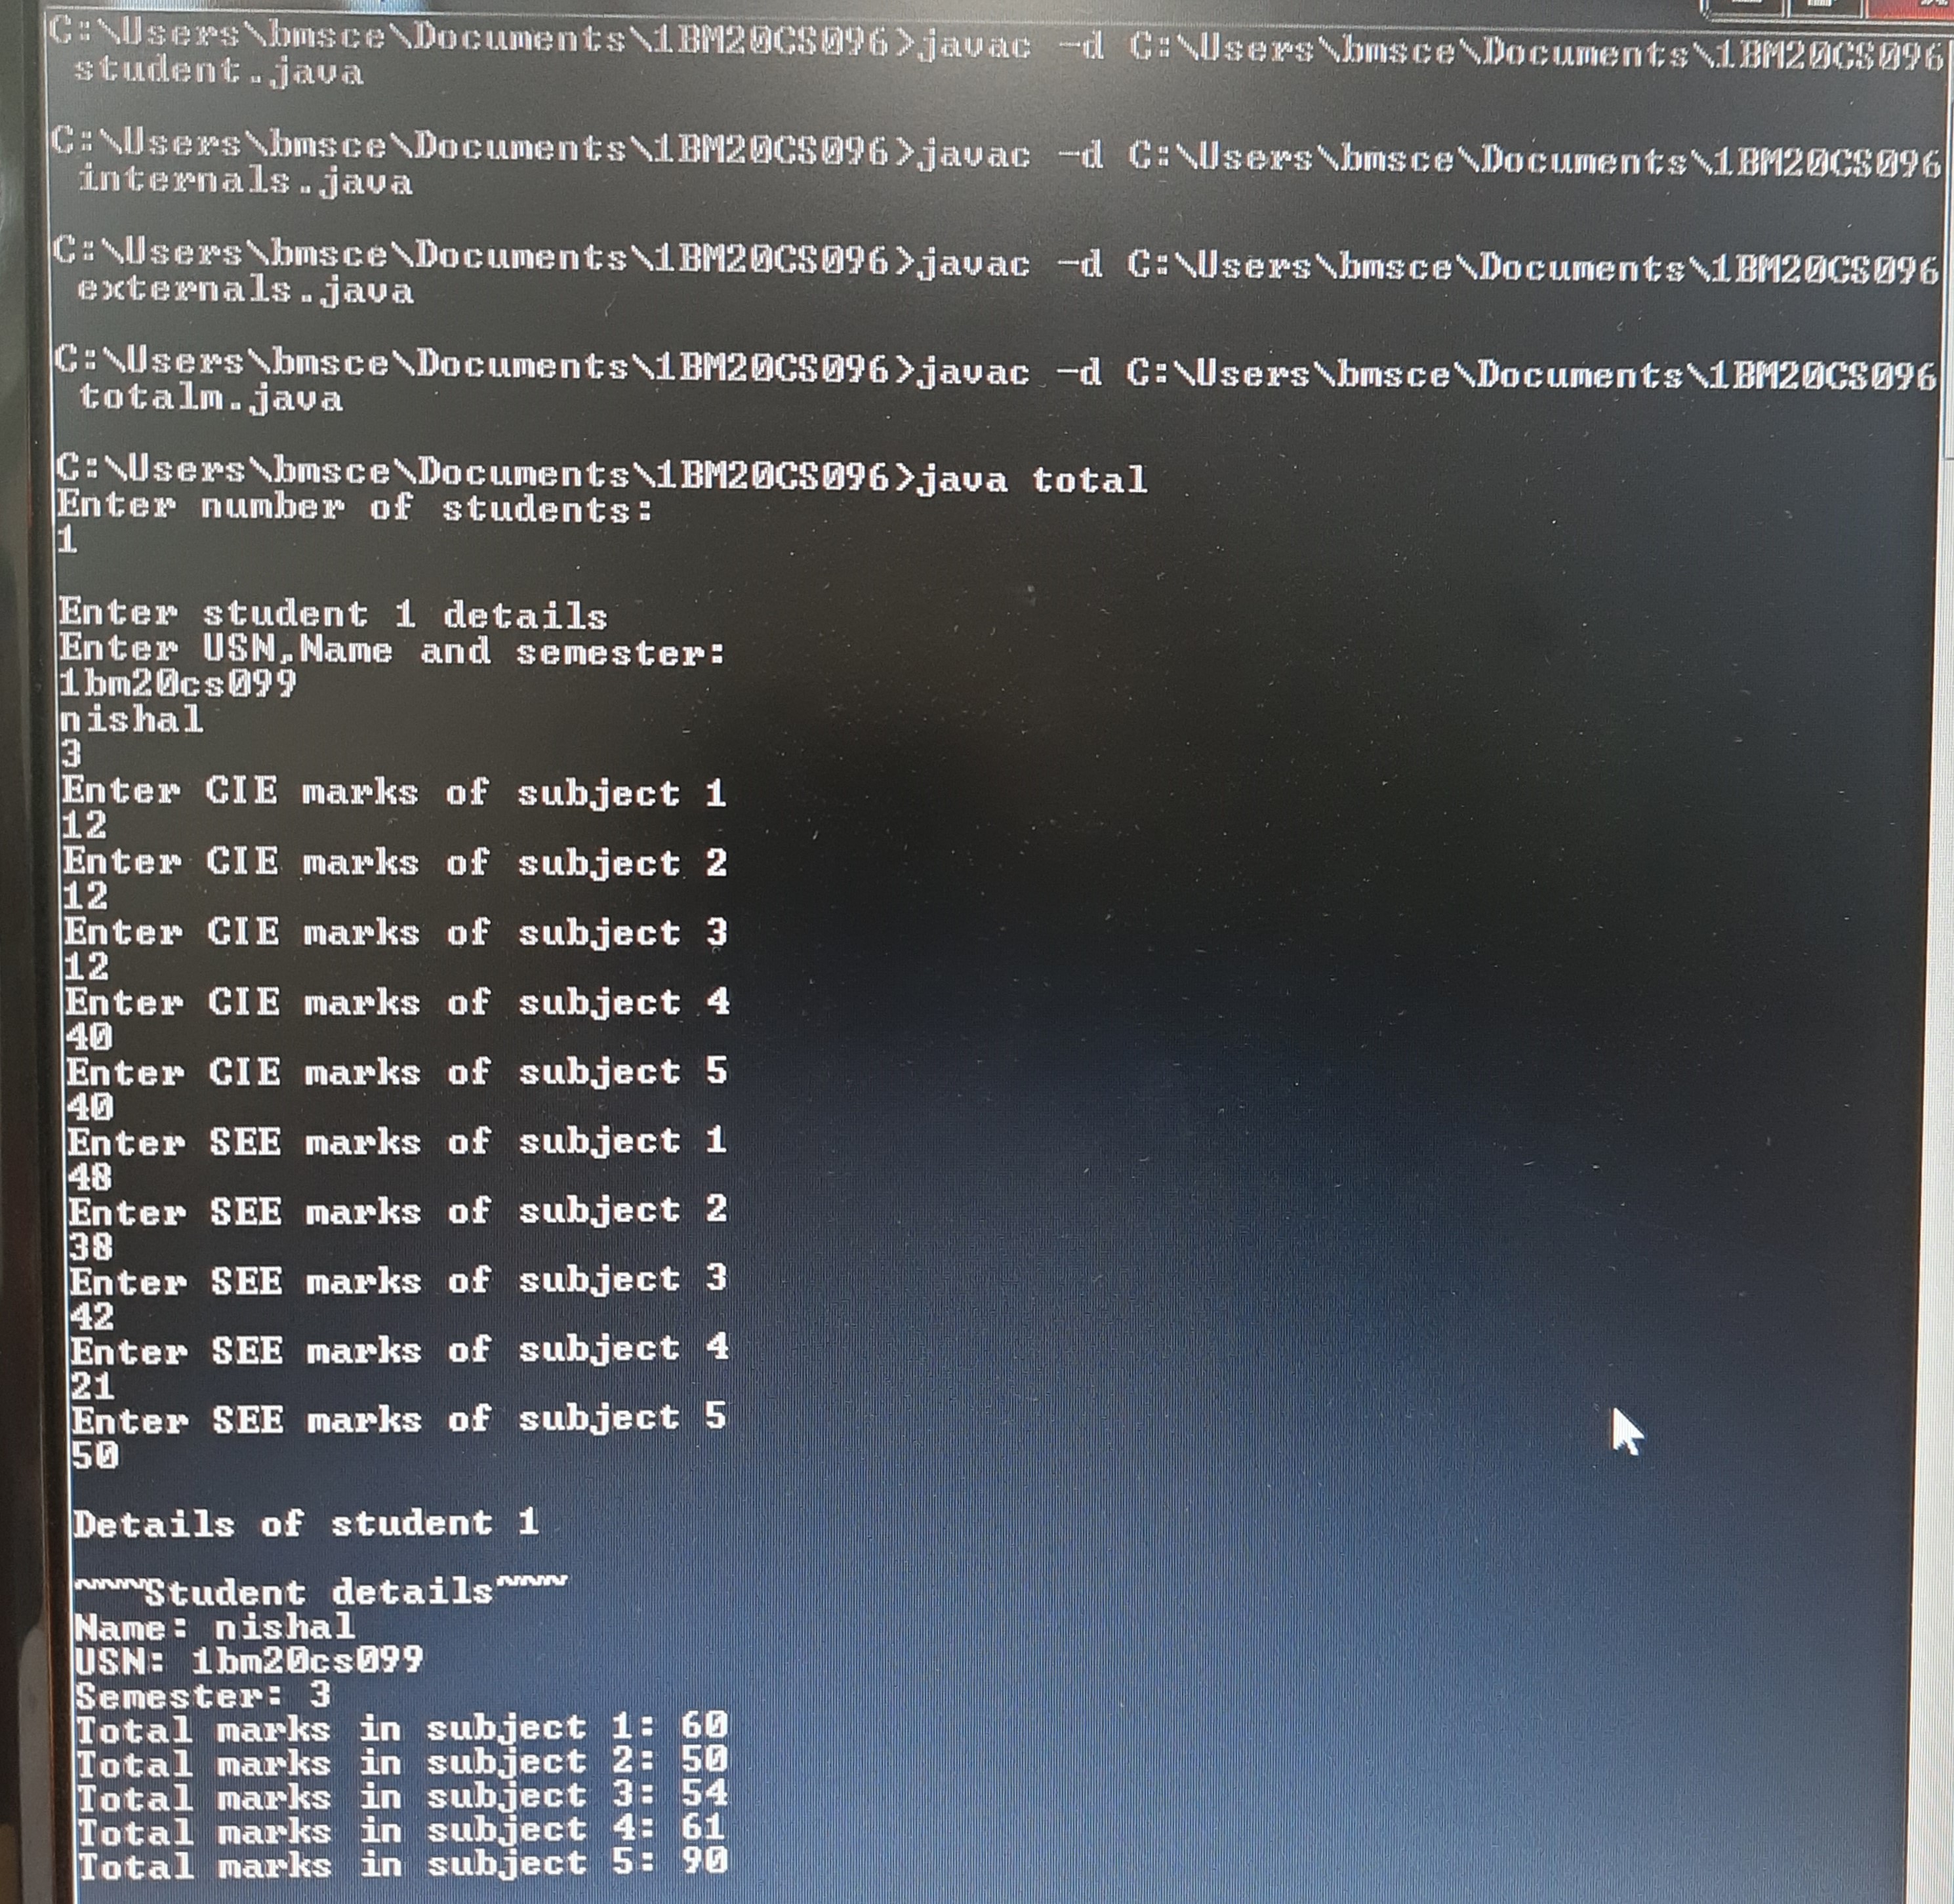 C:\Users\bmsce\Documents\1BM20CS096>javac -d C:\Users\bmsce\Documents\1BM20CS096
 student.java
C:\Users\bmsce\Documents\1BM20CS096>javac -d C:\Users\bmsce\Documents\1BM20CS096
 internals.java
C:\Users\bmsce\Documents\1BM20CS096>javac -d C:\Users\bmsce\Documents\1BM20CS096
 externals.java
C:\Users\bmsce\Documents\1BM20CS096>javac -d C:\Users\bmsce\Documents\1BM20CS096
 totalm.java
C:\Users\bmsce\Documents\1BM20CS096>java total
Enter number of students:
1
Enter student 1 details
Enter USN,Name and semester:
1bm20cs099
nishal
3
Enter CIE marks of subject 1
12
Enter CIE marks of subject 2
12
Enter CIE marks of subject 3
12
Enter CIE marks of subject 4
40
Enter CIE marks of subject 5
40
Enter SEE marks of subject 1
48
Enter SEE marks of subject 2
38
Enter SEE marks of subject 3
42
Enter SEE marks of subject 4
21
Enter SEE marks of subject 5
50
Details of student 1
~~~~Student details~~~~
Name: nishal
USN: 1bm20cs099
Semester: 3
Total marks in subject 1: 60
Total marks in subject 2: 50
Total marks in subject 3: 54
Total marks in subject 4: 61
Total marks in subject 5: 90